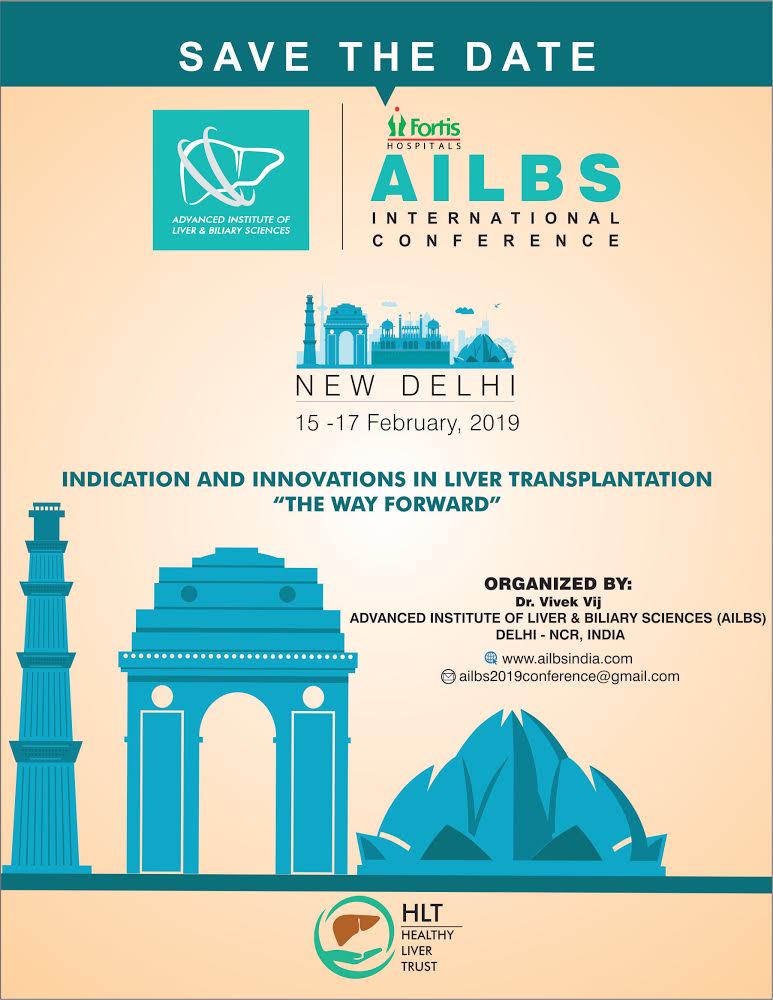 SAVE THE DATE
ADVANCED INSTITUTE OF
LIVER & BILIARY SCIENCES
Fortis
HOSPITALS
AILBS
INTERNATIONAL
CONFERENCE
NEW DELHI
15 -17 February, 2019
INDICATION AND INNOVATIONS IN LIVER TRANSPLANTATION
“THE WAY FORWARD”
ORGANIZED BY:
Dr. Vivek Vij
ADVANCED INSTITUTE OF LIVER & BILIARY SCIENCES (AILBS)
DELHI - NCR, INDIA
www.ailbsindia.com
ailbs2019conference@gmail.com
HLT
HEALTHY
LIVER
TRUST